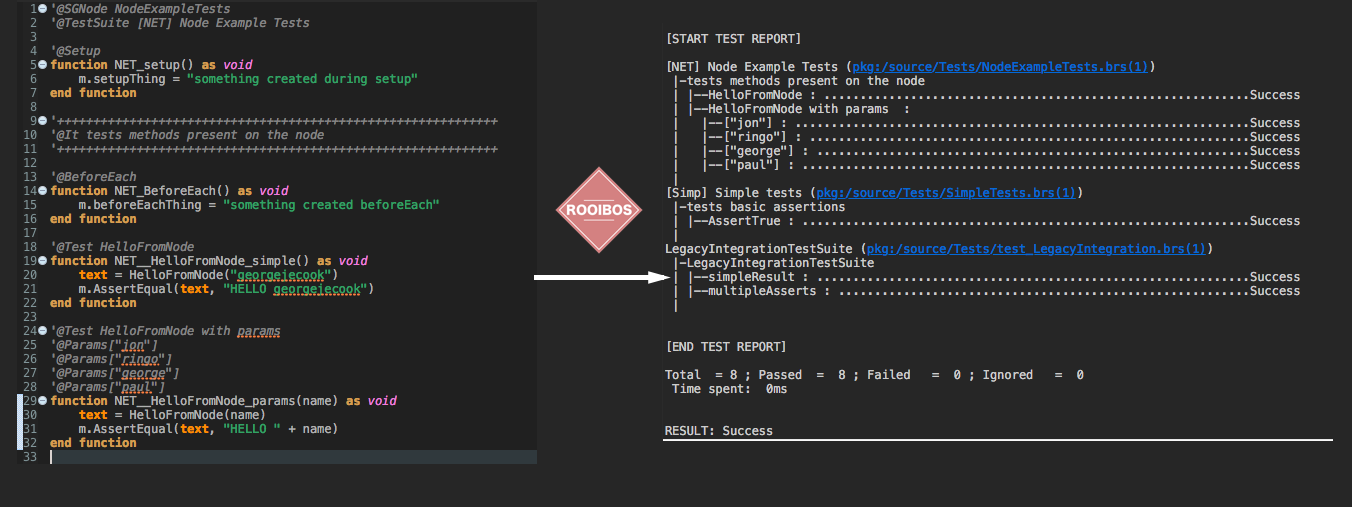 1 '@SGNode NodeExampleTests
2 '@TestSuite [NET] Node Example Tests
3
4 '@Setup
5 function NET_setup() as void
6     m.setupThing = "something created during setup"
7 end function
8
9 '+++++++++++++++++++++++++++++++++++++++++++++++++++++++++++++
10 '@It tests methods present on the node
11 '+++++++++++++++++++++++++++++++++++++++++++++++++++++++++++++
12
13 '@BeforeEach
14 function NET_BeforeEach() as void
15     m.beforeEachThing = "something created beforeEach"
16 end function
17
18 '@Test HelloFromNode
19 function NET__HelloFromNode_simple() as void
20     text = HelloFromNode("georgejecook")
21     m.AssertEqual(text, "HELLO georgejecook")
22 end function
23
24 '@Test HelloFromNode with params
25 '@Params["jon"]
26 '@Params["ringo"]
27 '@Params["george"]
28 '@Params["paul"]
29 function NET__HelloFromNode_params(name) as void
30     text = HelloFromNode(name)
31     m.AssertEqual(text, "HELLO " + name)
32 end function
33
ROOIBOS
[START TEST REPORT]
[NET] Node Example Tests (pkg:/source/Tests/NodeExampleTests.brs(1))
|-tests methods present on the node
| |--HelloFromNode : ...........................................................Success
| |--HelloFromNode with params  :
|   |--["jon"] : ...............................................................Success
|   |--["ringo"] : .............................................................Success
|   |--["george"] : ............................................................Success
|   |--["paul"] : ..............................................................Success
|
[Simp] Simple tests (pkg:/source/Tests/SimpleTests.brs(1))
|-tests basic assertions
| |--AssertTrue : ..............................................................Success
|
LegacyIntegrationTestSuite (pkg:/source/Tests/test_LegacyIntegration.brs(1))
|-LegacyIntegrationTestSuite
| |--simpleResult : ............................................................Success
| |--multipleAsserts : .........................................................Success
|
[END TEST REPORT]
Total  = 8 ; Passed  =  8 ; Failed   =  0 ; Ignored   =  0
Time spent:  0ms
RESULT: Success